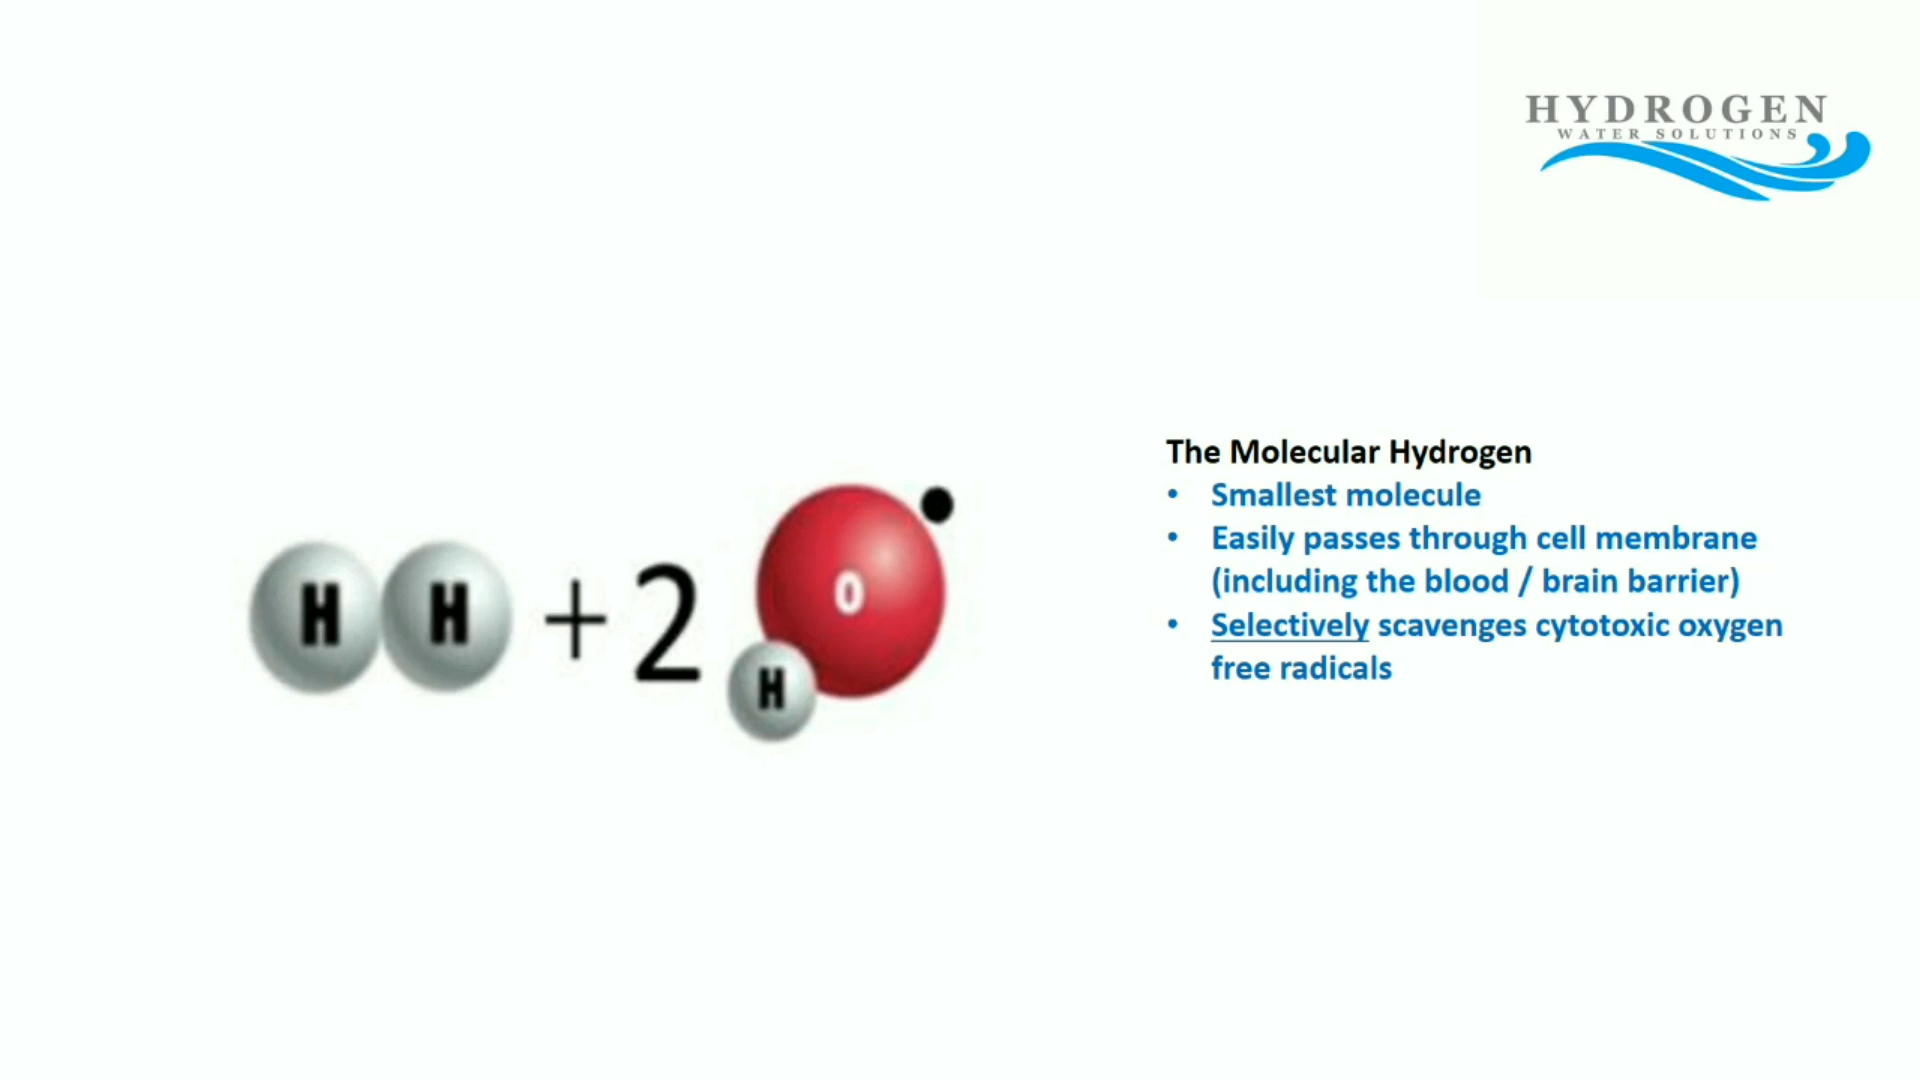 HYDROGEN
WATER SOLUTIONS
The Molecular Hydrogen
• Smallest molecule
• Easily passes through cell membrane
(including the blood / brain barrier)
• Selectively scavenges cytotoxic oxygen
free radicals
H H + 2 O
H